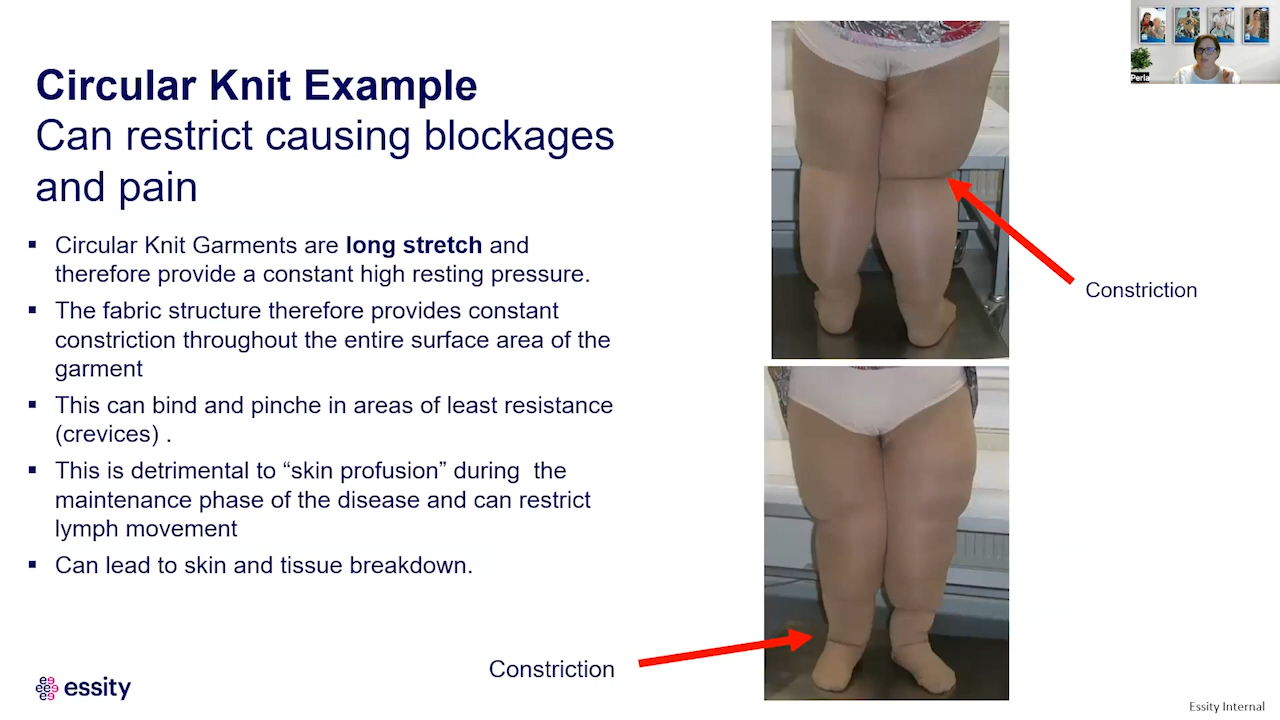 Circular Knit Example
Can restrict causing blockages
and pain
▪ Circular Knit Garments are long stretch and
therefore provide a constant high resting pressure.
▪ The fabric structure therefore provides constant
constriction throughout the entire surface area of the
garment
▪ This can bind and pinche in areas of least resistance
(crevices) .
▪ This is detrimental to “skin profusion” during the
maintenance phase of the disease and can restrict
lymph movement
▪ Can lead to skin and tissue breakdown.
Constriction
Constriction
essity
Essity Internal
Perla